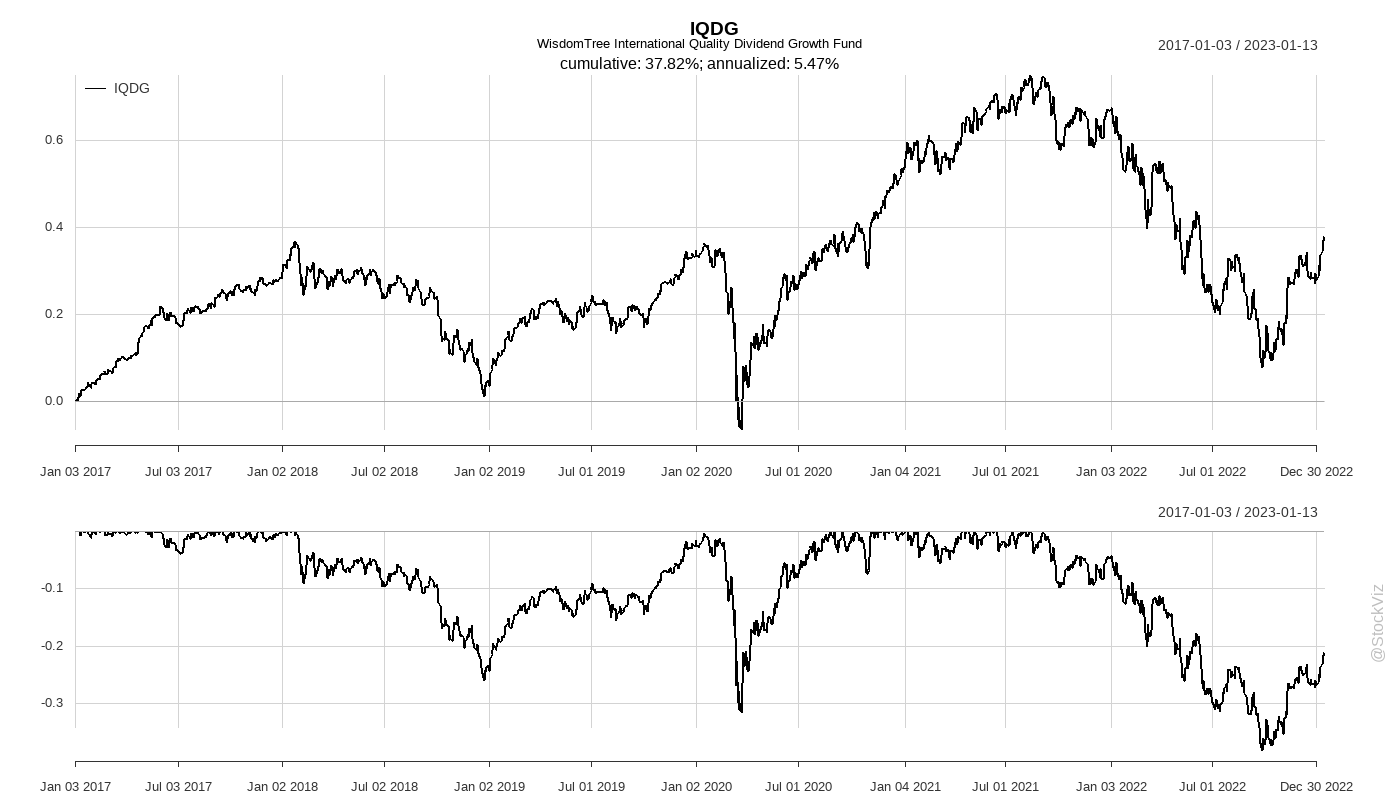 IQDG
WisdomTree International Quality Dividend Growth Fund
cumulative: 37.82%; annualized: 5.47%
2017-01-03 / 2023-01-13
IQDG
0.6
0.4
0.2
0.0
Jan 03 2017 Jul 03 2017 Jan 02 2018 Jul 02 2018 Jan 02 2019 Jul 01 2019 Jan 02 2020 Jul 01 2020 Jan 04 2021 Jul 01 2021 Jan 03 2022 Jul 01 2022 Dec 30 2022
2017-01-03 / 2023-01-13
-0.1
-0.2
-0.3
Jan 03 2017 Jul 03 2017 Jan 02 2018 Jul 02 2018 Jan 02 2019 Jul 01 2019 Jan 02 2020 Jul 01 2020 Jan 04 2021 Jul 01 2021 Jan 03 2022 Jul 01 2022 Dec 30 2022
@StockViz